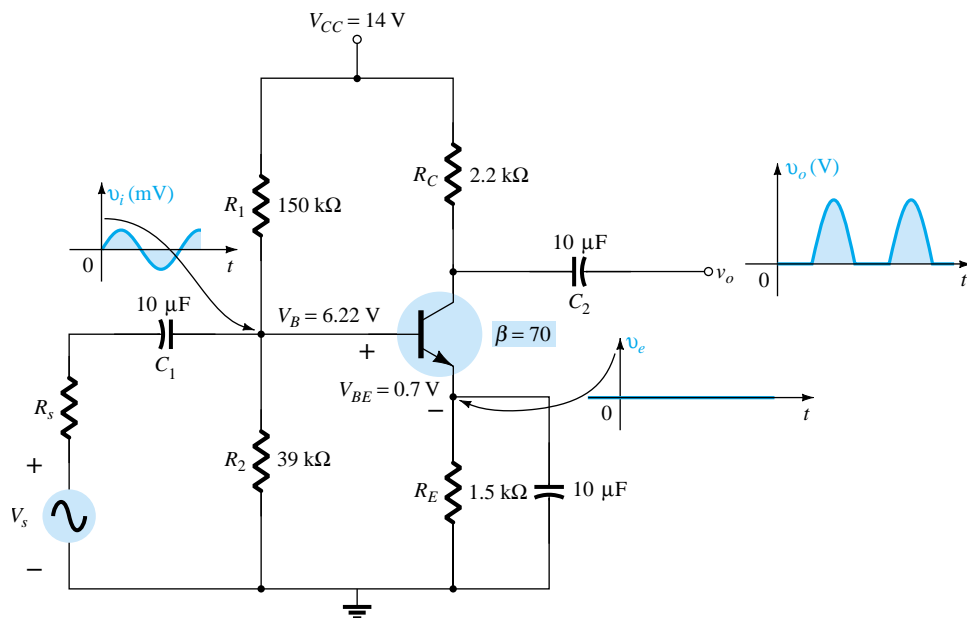 V_CC = 14 V
R_C
2.2 kΩ
υ_o (V)
υ_i (mV)
R_1
150 kΩ
0
t
10 μF
C_2
v_o
0
t
10 μF
C_1
V_B = 6.22 V
+
β = 70
υ_e
V_BE = 0.7 V
−
0
t
R_s
+
R_2
39 kΩ
R_E
1.5 kΩ
10 μF
V_s
−